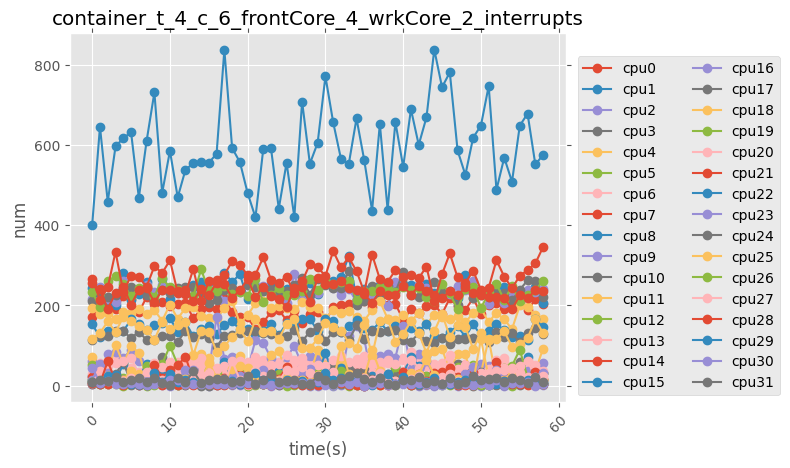 container_t_4_c_6_frontCore_4_wrkCore_2_interrupts
800
600
400
200
0
num
0 10 20 30 40 50 60
time(s)
cpu0 cpu16
cpu1 cpu17
cpu2 cpu18
cpu3 cpu19
cpu4 cpu20
cpu5 cpu21
cpu6 cpu22
cpu7 cpu23
cpu8 cpu24
cpu9 cpu25
cpu10 cpu26
cpu11 cpu27
cpu12 cpu28
cpu13 cpu29
cpu14 cpu30
cpu15 cpu31